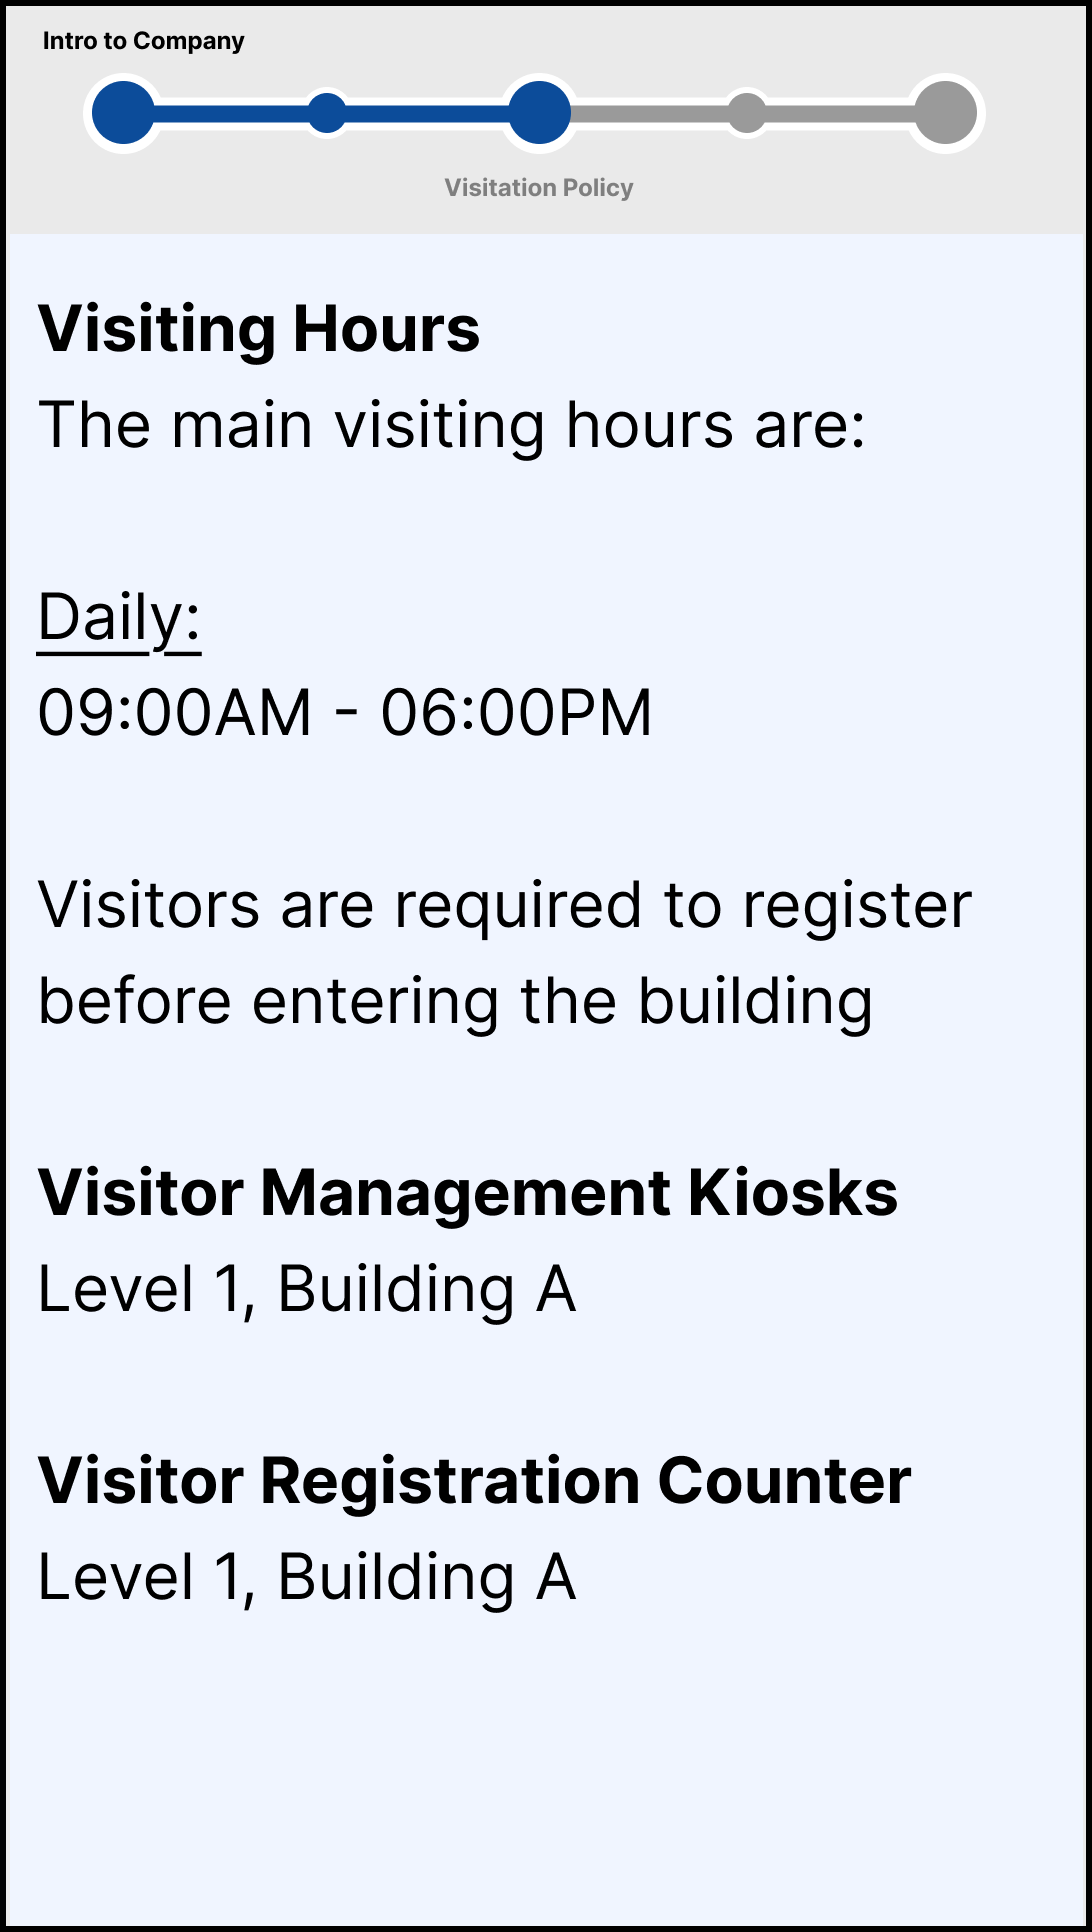 Intro to Company
Visitation Policy
Visiting Hours
The main visiting hours are:
Daily:
09:00AM - 06:00PM
Visitors are required to register
before entering the building
Visitor Management Kiosks
Level 1, Building A
Visitor Registration Counter
Level 1, Building A